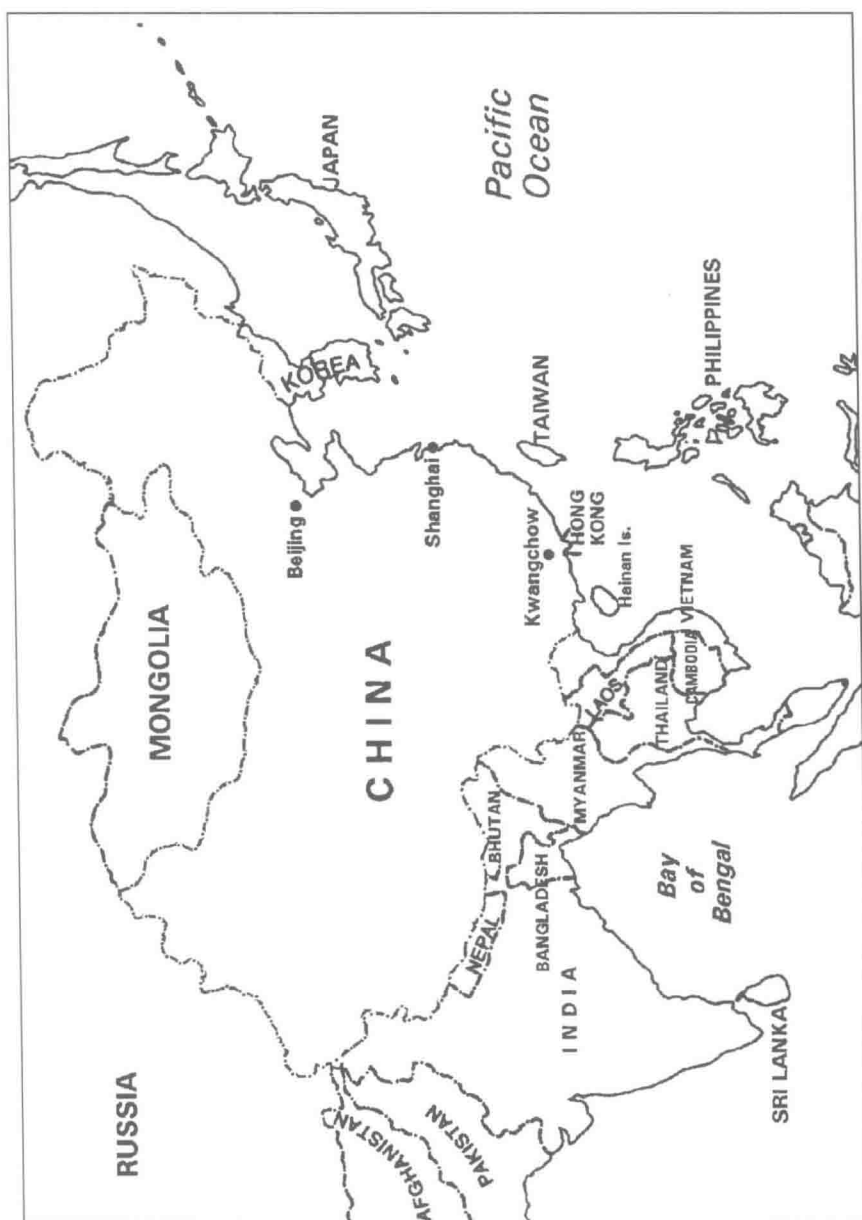 RUSSIA
MONGOLIA
CHINA
Beijing
KOREA
JAPAN
Pacific
Ocean
Shanghai
TAIWAN
Kwangchow
HONG
KONG
Hainan Is.
PHILIPPINES
AFGHANISTAN
PAKISTAN
NEPAL
BHUTAN
BANGLADESH
INDIA
MYANMAR
LAOS
THAILAND
CAMBODIA
VIETNAM
Bay
of
Bengal
SRI LANKA